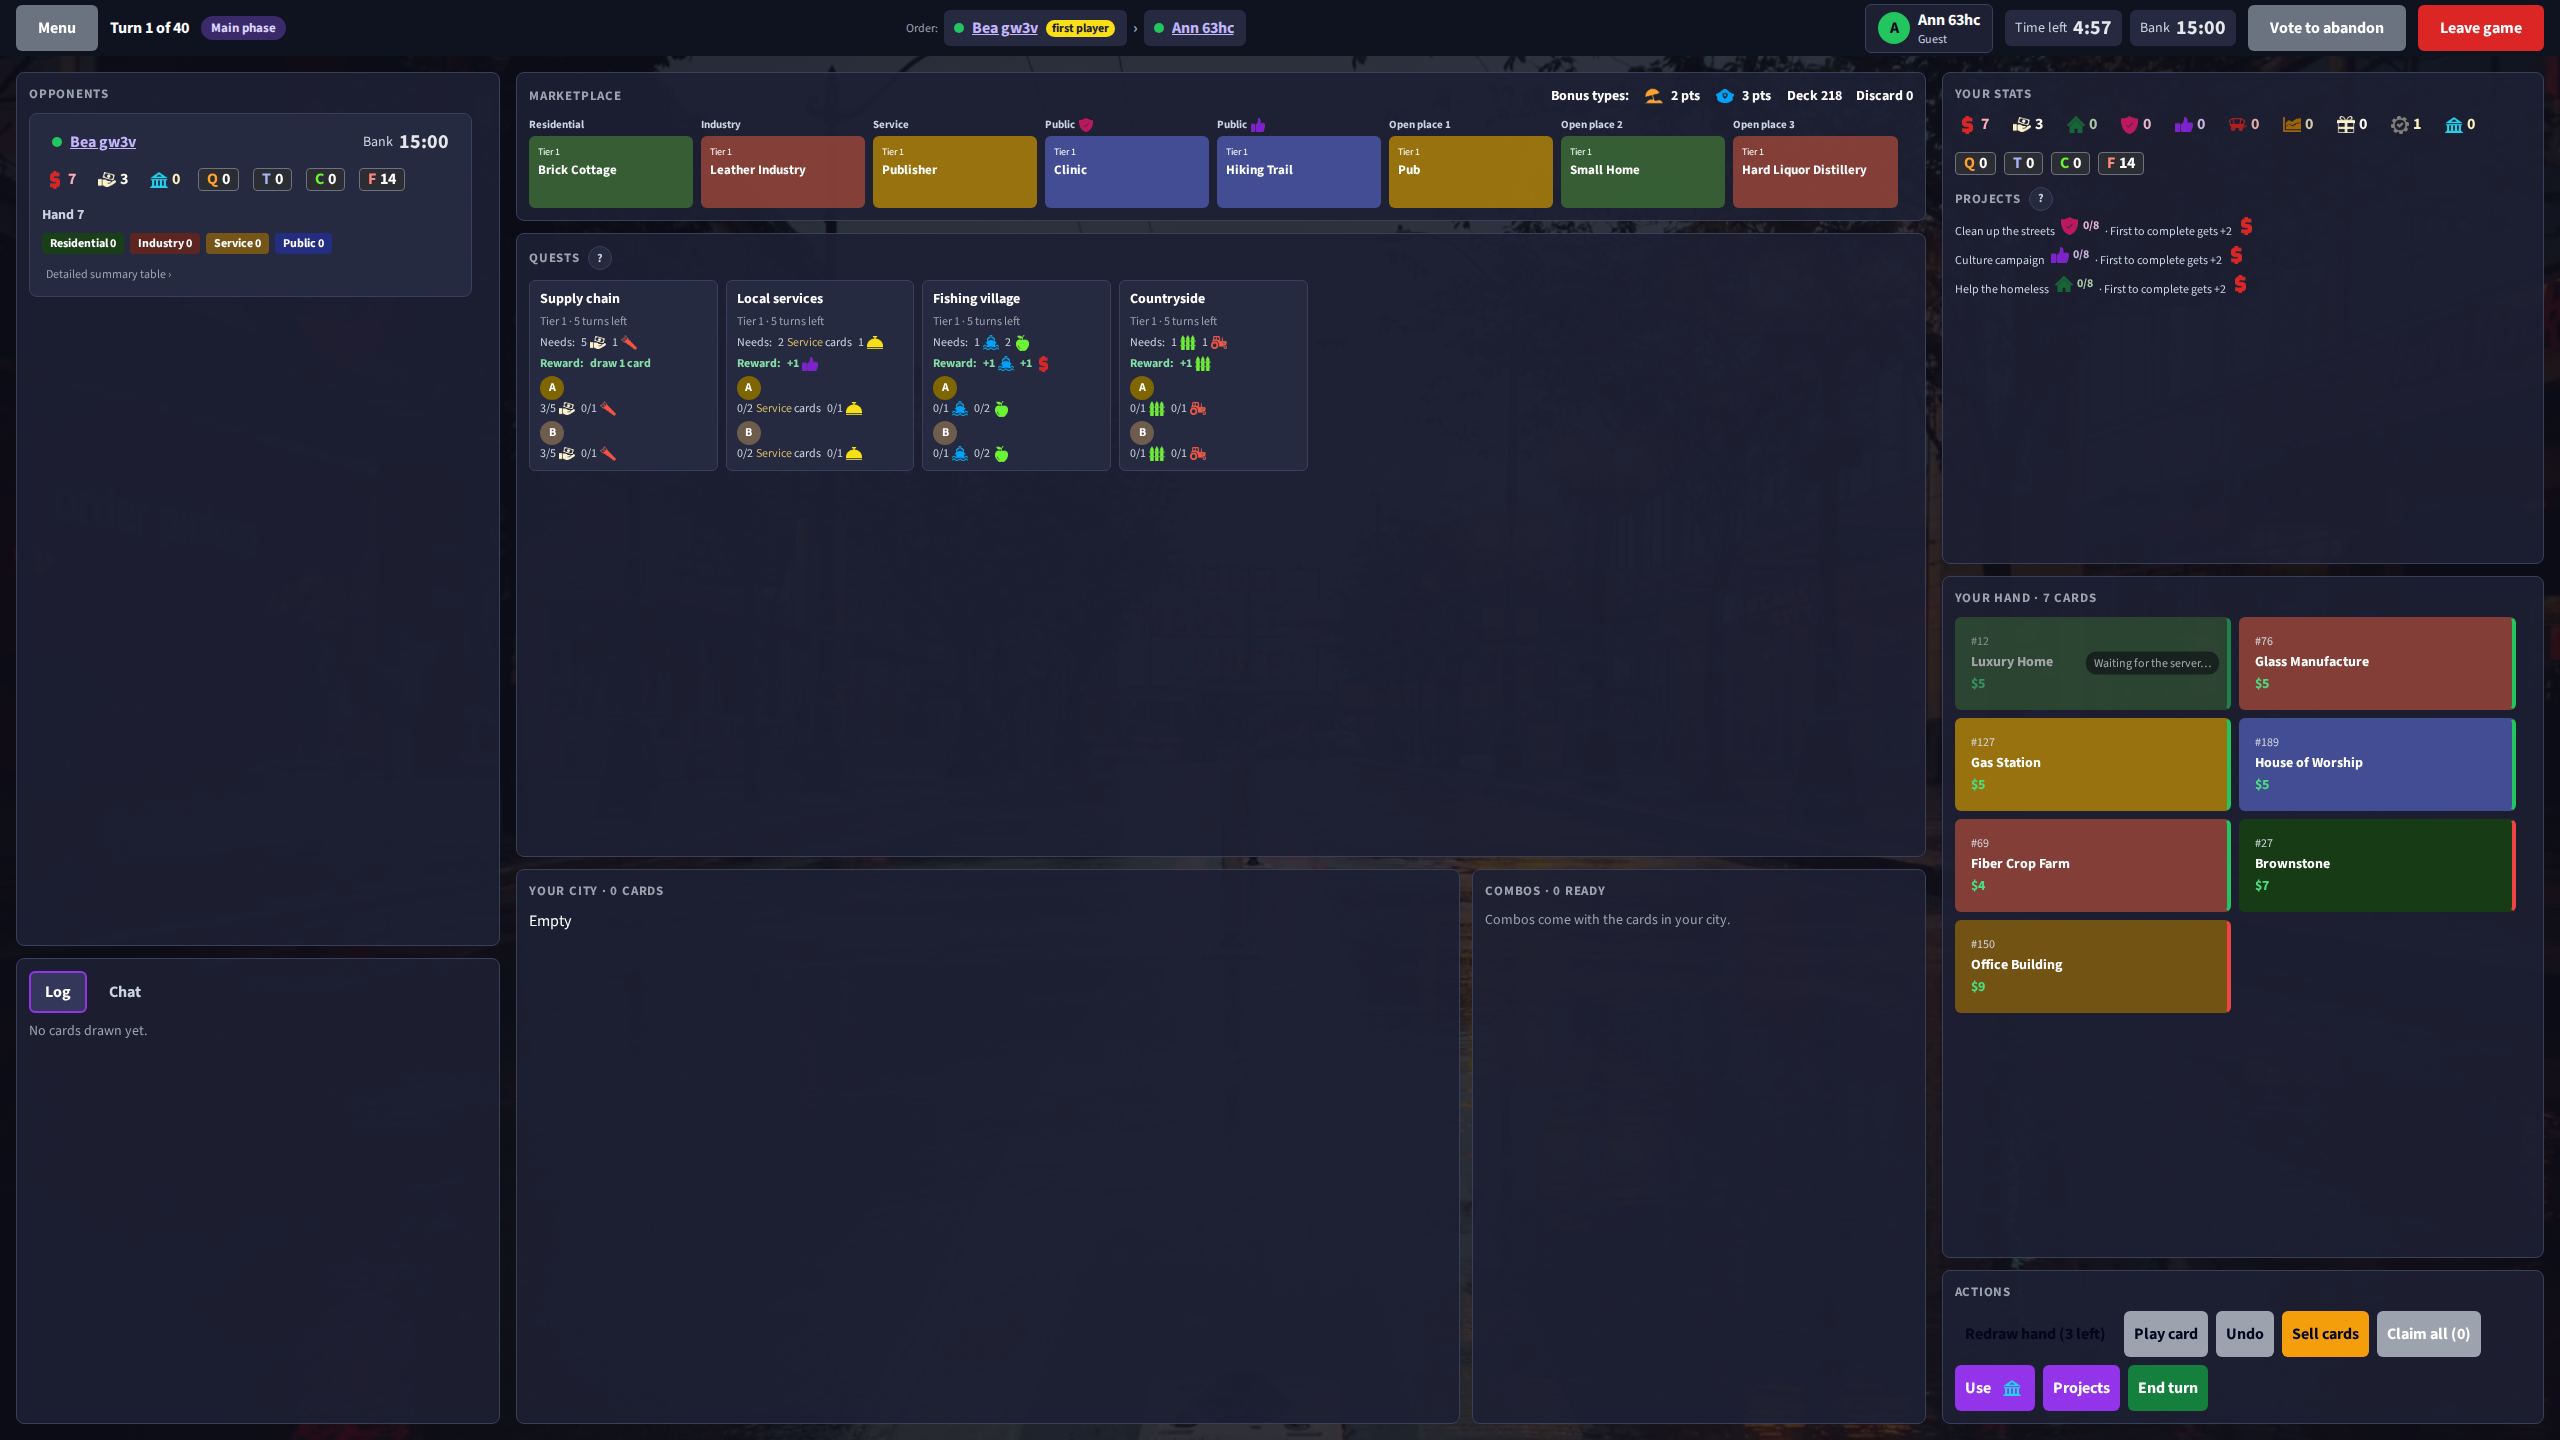 Menu
Turn 1 of 40
Main phase
Order:
Bea gw3v
first player
›
Ann 63hc
A
Ann 63hc
Guest
Time left 4:57
Bank 15:00
Vote to abandon
Leave game
OPPONENTS
Bea gw3v
Bank 15:00
7 3 0 Q 0 T 0 C 0 F 14
Hand 7
Residential 0 Industry 0 Service 0 Public 0
Detailed summary table ›
Log
Chat
No cards drawn yet.
MARKETPLACE
Bonus types: 2 pts 3 pts Deck 218 Discard 0
Residential
Tier 1
Brick Cottage
Industry
Tier 1
Leather Industry
Service
Tier 1
Publisher
Public
Tier 1
Clinic
Public
Tier 1
Hiking Trail
Open place 1
Tier 1
Pub
Open place 2
Tier 1
Small Home
Open place 3
Tier 1
Hard Liquor Distillery
QUESTS ?
Supply chain
Tier 1 · 5 turns left
Needs: 5 1
Reward: draw 1 card
A
3/5 0/1
B
3/5 0/1
Local services
Tier 1 · 5 turns left
Needs: 2 Service cards 1
Reward: +1
A
0/2 Service cards 0/1
B
0/2 Service cards 0/1
Fishing village
Tier 1 · 5 turns left
Needs: 1 2
Reward: +1 +1
A
0/1 0/2
B
0/1 0/2
Countryside
Tier 1 · 5 turns left
Needs: 1 1
Reward: +1
A
0/1 0/1
B
0/1 0/1
YOUR CITY · 0 CARDS
Empty
COMBOS · 0 READY
Combos come with the cards in your city.
YOUR STATS
7 3 0 0 0 0 0 0 1 0
Q 0 T 0 C 0 F 14
PROJECTS ?
Clean up the streets 0/8 · First to complete gets +2
Culture campaign 0/8 · First to complete gets +2
Help the homeless 0/8 · First to complete gets +2
YOUR HAND · 7 CARDS
#12
Luxury Home
$5
Waiting for the server…
#76
Glass Manufacture
$5
#127
Gas Station
$5
#189
House of Worship
$5
#69
Fiber Crop Farm
$4
#27
Brownstone
$7
#150
Office Building
$9
ACTIONS
Redraw hand (3 left)
Play card
Undo
Sell cards
Claim all (0)
Use
Projects
End turn